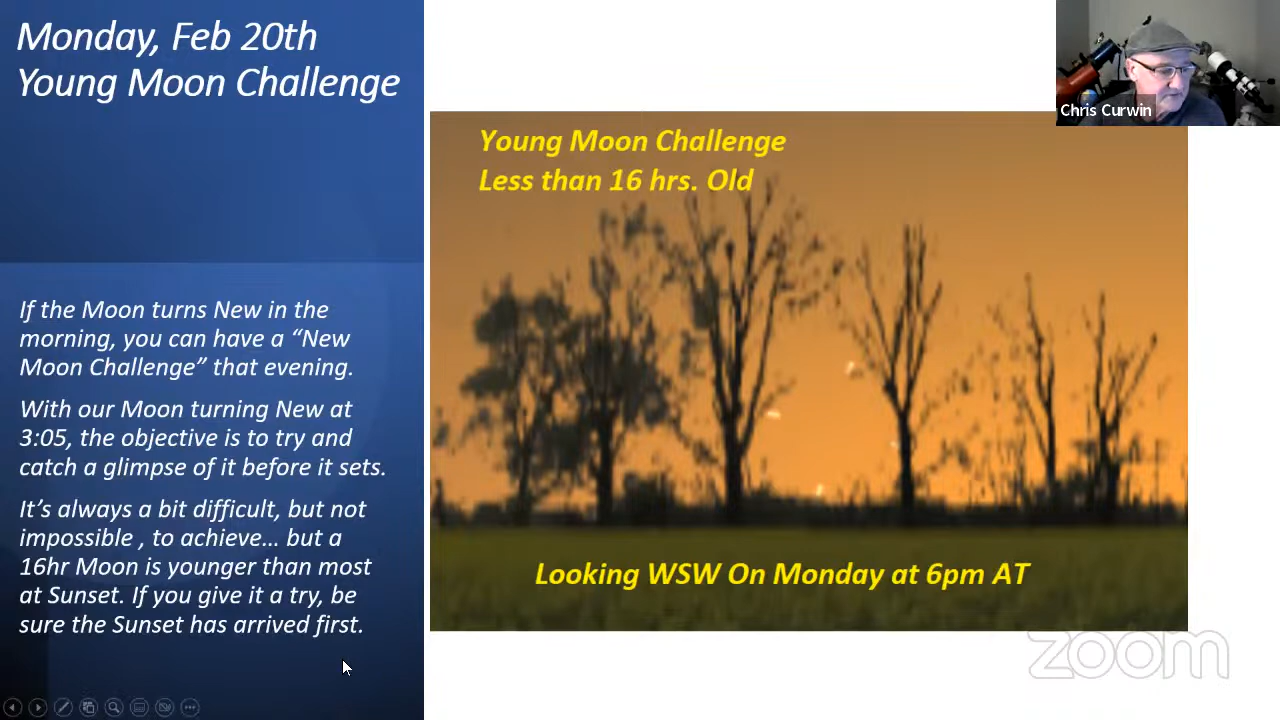 Monday, Feb 20th
Young Moon Challenge
If the Moon turns New in the
morning, you can have a “New
Moon Challenge” that evening.
With our Moon turning New at
3:05, the objective is to try and
catch a glimpse of it before it sets.
It’s always a bit difficult, but not
impossible , to achieve… but a
16hr Moon is younger than most
at Sunset. If you give it a try, be
sure the Sunset has arrived first.
Young Moon Challenge
Less than 16 hrs. Old
Looking WSW On Monday at 6pm AT
Chris Curwin
zoom